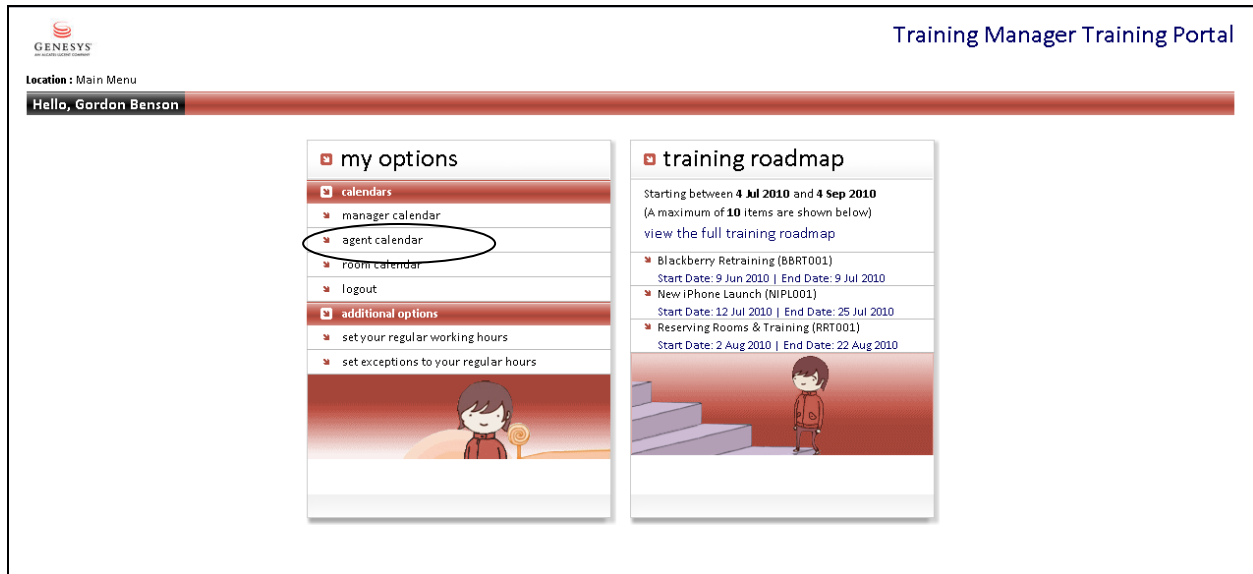 GENESYS
AN ALCATEL-LUCENT COMPANY
Training Manager Training Portal
Location : Main Menu
Hello, Gordon Benson
my options
calendars
manager calendar
agent calendar
room calendar
logout
additional options
set your regular working hours
set exceptions to your regular hours
training roadmap
Starting between 4 Jul 2010 and 4 Sep 2010
(A maximum of 10 items are shown below)
view the full training roadmap
Blackberry Retraining (BBRT001)
Start Date: 9 Jun 2010 | End Date: 9 Jul 2010
New iPhone Launch (NIPL001)
Start Date: 12 Jul 2010 | End Date: 25 Jul 2010
Reserving Rooms & Training (RRT001)
Start Date: 2 Aug 2010 | End Date: 22 Aug 2010